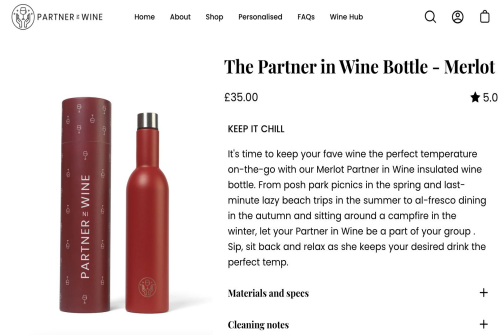 PARTNER IN WINE
Home About Shop Personalised FAQs Wine Hub
The Partner in Wine Bottle - Merlot
£35.00
5.0
KEEP IT CHILL
It's time to keep your fave wine the perfect temperature
on-the-go with our Merlot Partner in Wine insulated wine
bottle. From posh park picnics in the spring and last-
minute lazy beach trips in the summer to al-fresco dining
in the autumn and sitting around a campfire in the
winter, let your Partner in Wine be a part of your group .
Sip, sit back and relax as she keeps your desired drink the
perfect temp.
PARTNER IN WINE
Materials and specs
Cleaning notes